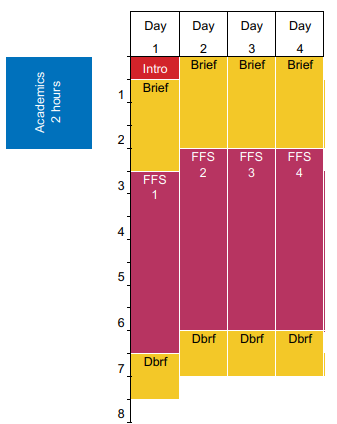 Day Day Day Day
1 2 3 4
Academics
2 hours
Intro Brief Brief Brief
Brief
1
2
FFS FFS FFS
2 3 4
FFS
1
3
4
5
6
Dbrf Dbrf Dbrf
Dbrf
7
8